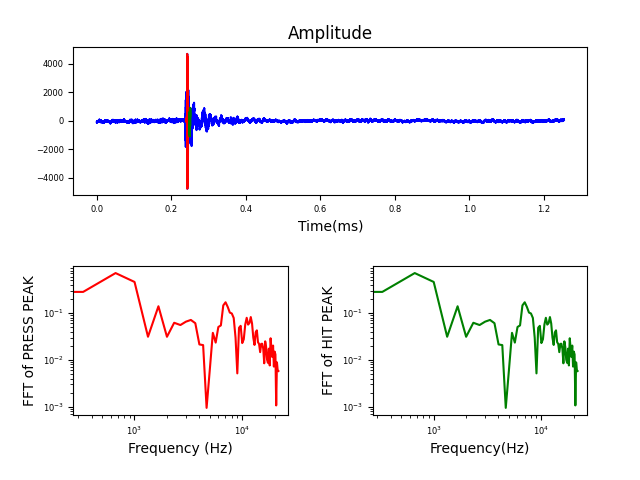 Amplitude
4000
2000
0
−2000
−4000
0.0 0.2 0.4 0.6 0.8 1.0 1.2
Time(ms)
FFT of PRESS PEAK
10⁻¹
10⁻²
10⁻³
10³ 10⁴
Frequency (Hz)
FFT of HIT PEAK
10⁻¹
10⁻²
10⁻³
10³ 10⁴
Frequency(Hz)